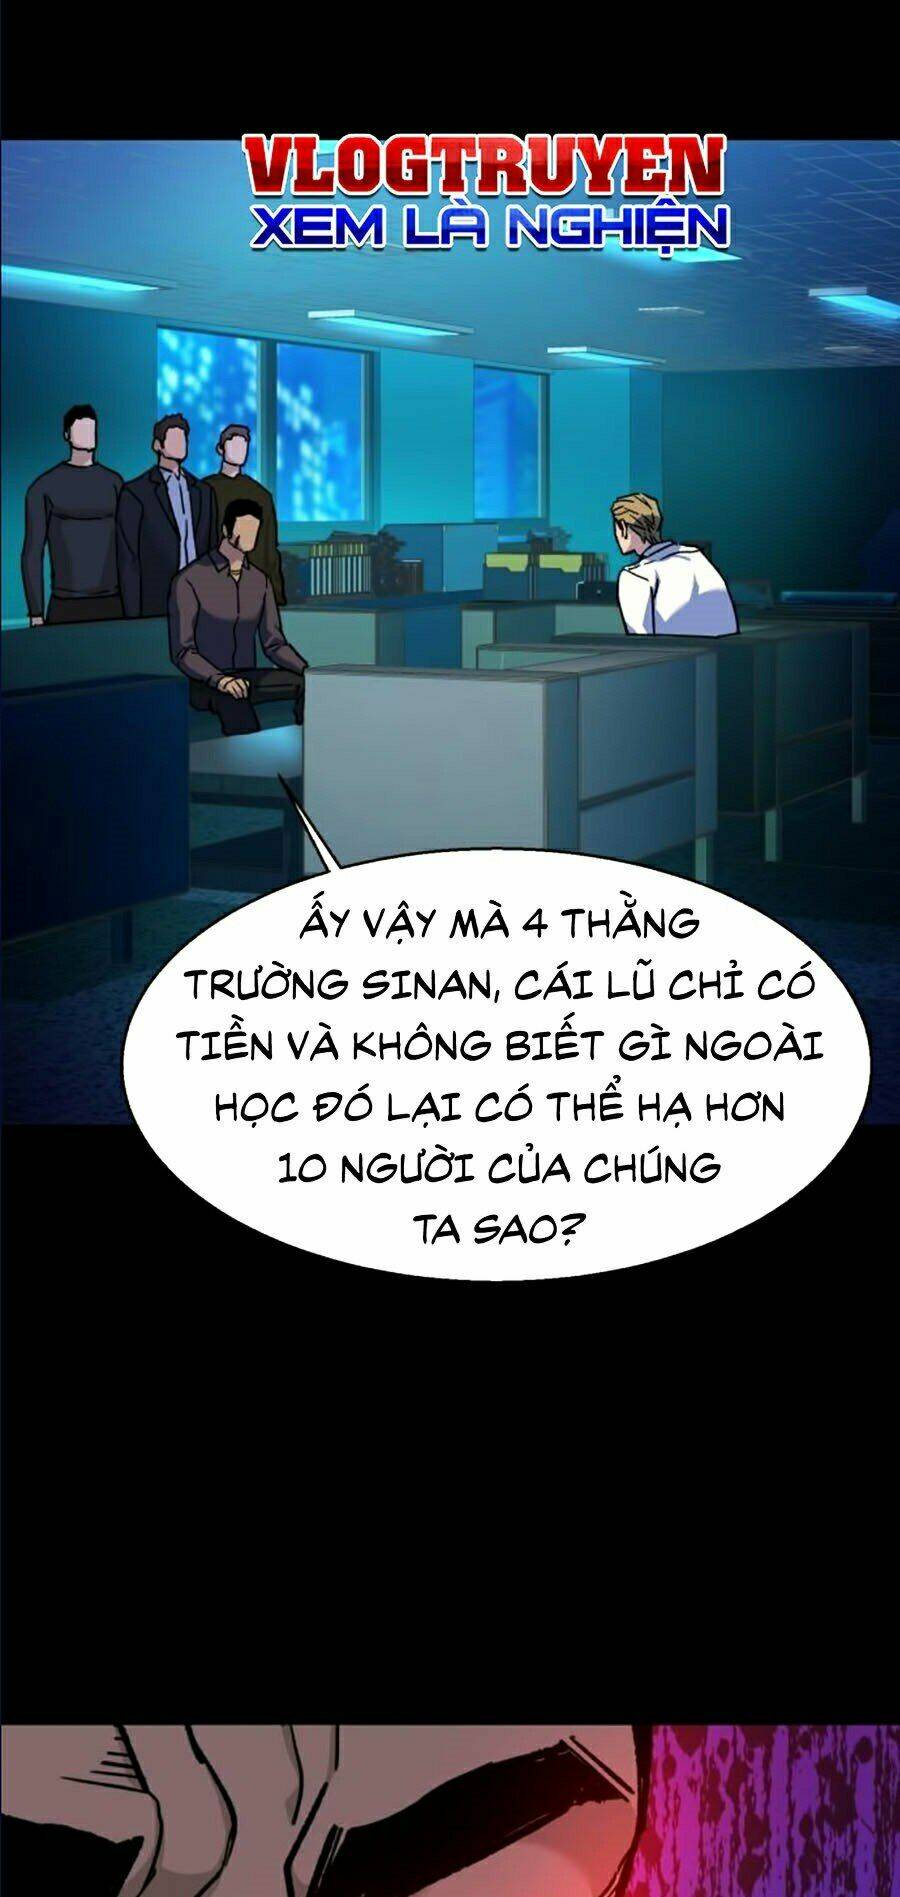 VLOGTRUYEN
XEM LÀ NGHIỆN
ẤY VẬY MÀ 4 THẰNG
TRƯỜNG SINAN, CÁI LŨ CHỈ CÓ
TIỀN VÀ KHÔNG BIẾT GÌ NGOÀI
HỌC ĐÓ LẠI CÓ THỂ HẠ HƠN
10 NGƯỜI CỦA CHÚNG
TA SAO?